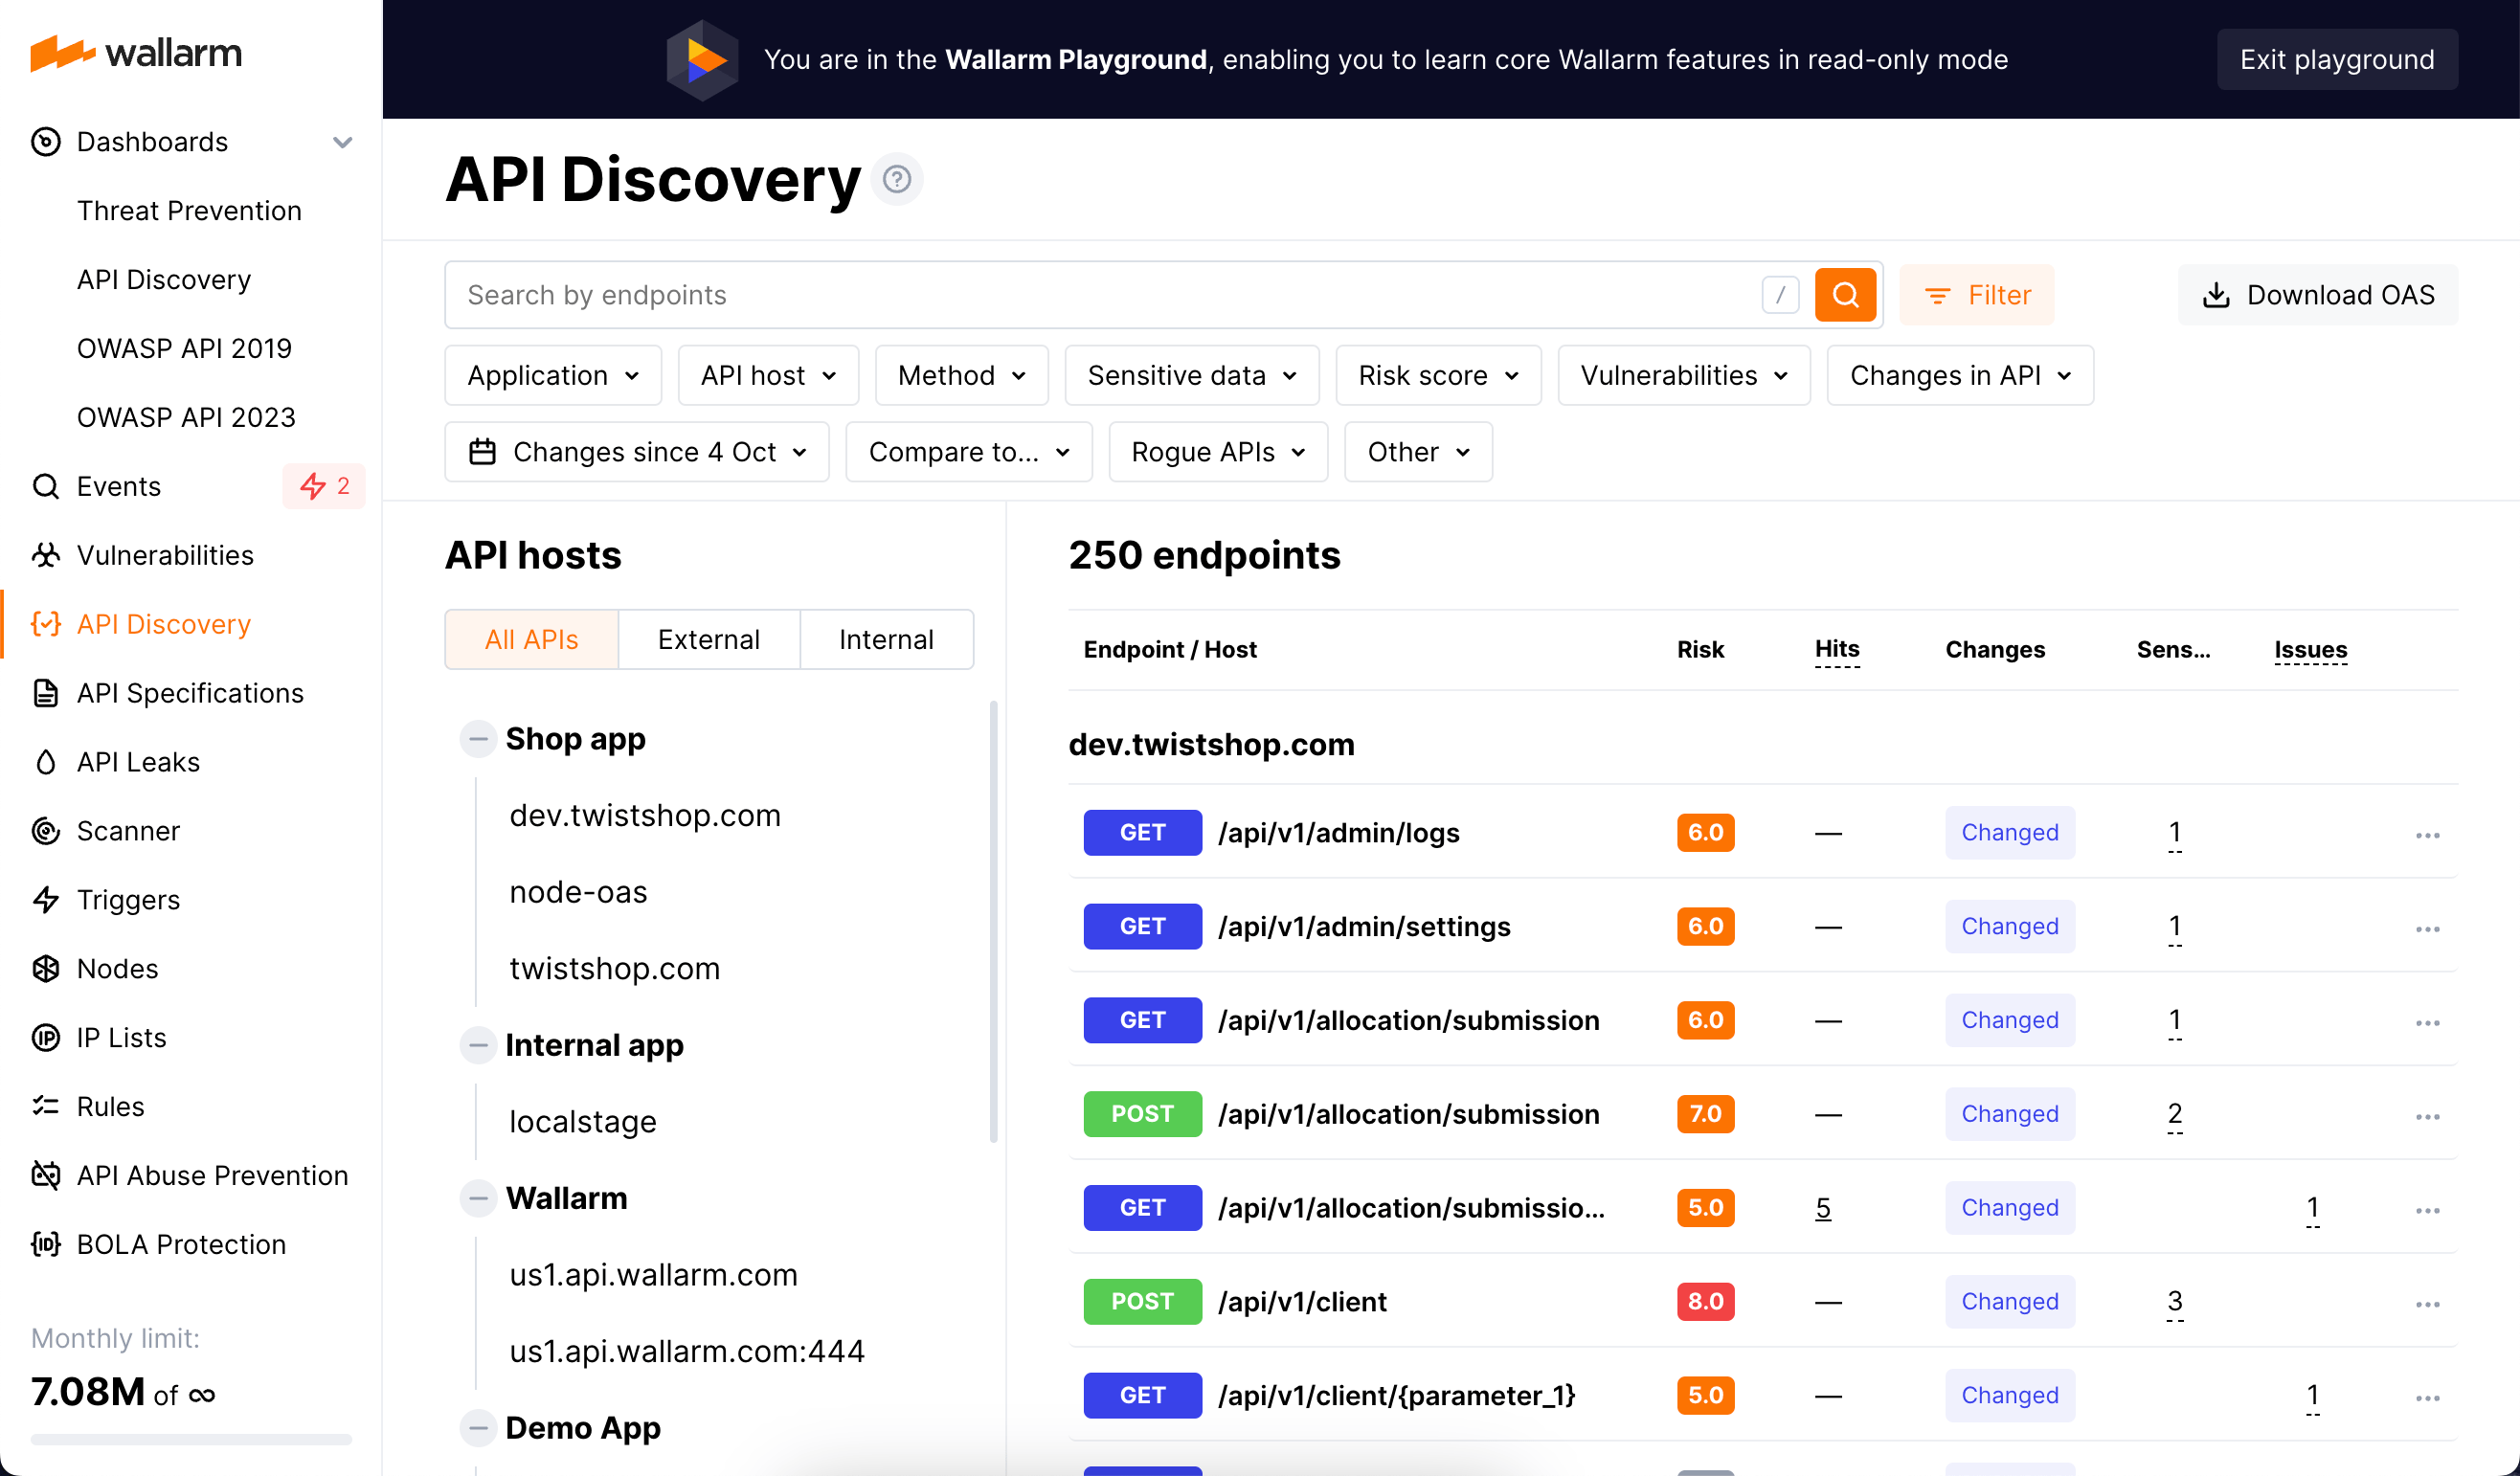 wallarm
Dashboards
Threat Prevention
API Discovery
OWASP API 2019
OWASP API 2023
Events 2
Vulnerabilities
API Discovery
API Specifications
API Leaks
Scanner
Triggers
Nodes
IP Lists
Rules
API Abuse Prevention
BOLA Protection
Monthly limit:
7.08M of ∞
You are in the Wallarm Playground, enabling you to learn core Wallarm features in read-only mode
Exit playground
API Discovery ?
Search by endpoints /
Filter
Download OAS
Application API host Method Sensitive data Risk score Vulnerabilities Changes in API
Changes since 4 Oct Compare to... Rogue APIs Other
API hosts
All APIs External Internal
Shop app
dev.twistshop.com
node-oas
twistshop.com
Internal app
localstage
Wallarm
us1.api.wallarm.com
us1.api.wallarm.com:444
Demo App
250 endpoints
Endpoint / Host Risk Hits Changes Sens... Issues
dev.twistshop.com
GET /api/v1/admin/logs 6.0 — Changed 1
GET /api/v1/admin/settings 6.0 — Changed 1
GET /api/v1/allocation/submission 6.0 — Changed 1
POST /api/v1/allocation/submission 7.0 — Changed 2
GET /api/v1/allocation/submissio... 5.0 5 Changed 1
POST /api/v1/client 8.0 — Changed 3
GET /api/v1/client/{parameter_1} 5.0 — Changed 1